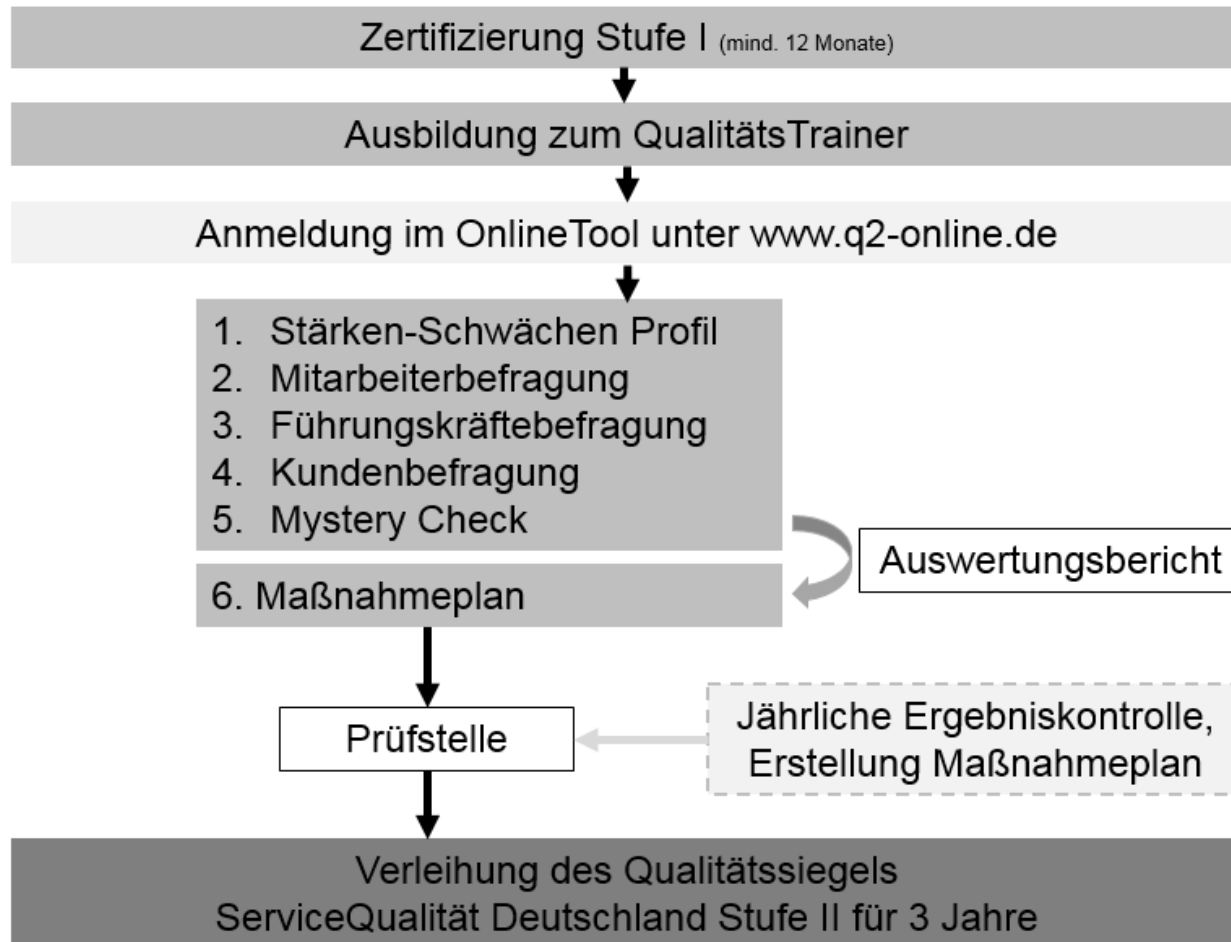 Zertifizierung Stufe I (mind. 12 Monate)
Ausbildung zum QualitätsTrainer
Anmeldung im OnlineTool unter www.q2-online.de
1. Stärken-Schwächen Profil
2. Mitarbeiterbefragung
3. Führungskräftebefragung
4. Kundenbefragung
5. Mystery Check
Auswertungsbericht
6. Maßnahmeplan
Prüfstelle
Jährliche Ergebniskontrolle,
Erstellung Maßnahmeplan
Verleihung des Qualitätssiegels
ServiceQualität Deutschland Stufe II für 3 Jahre